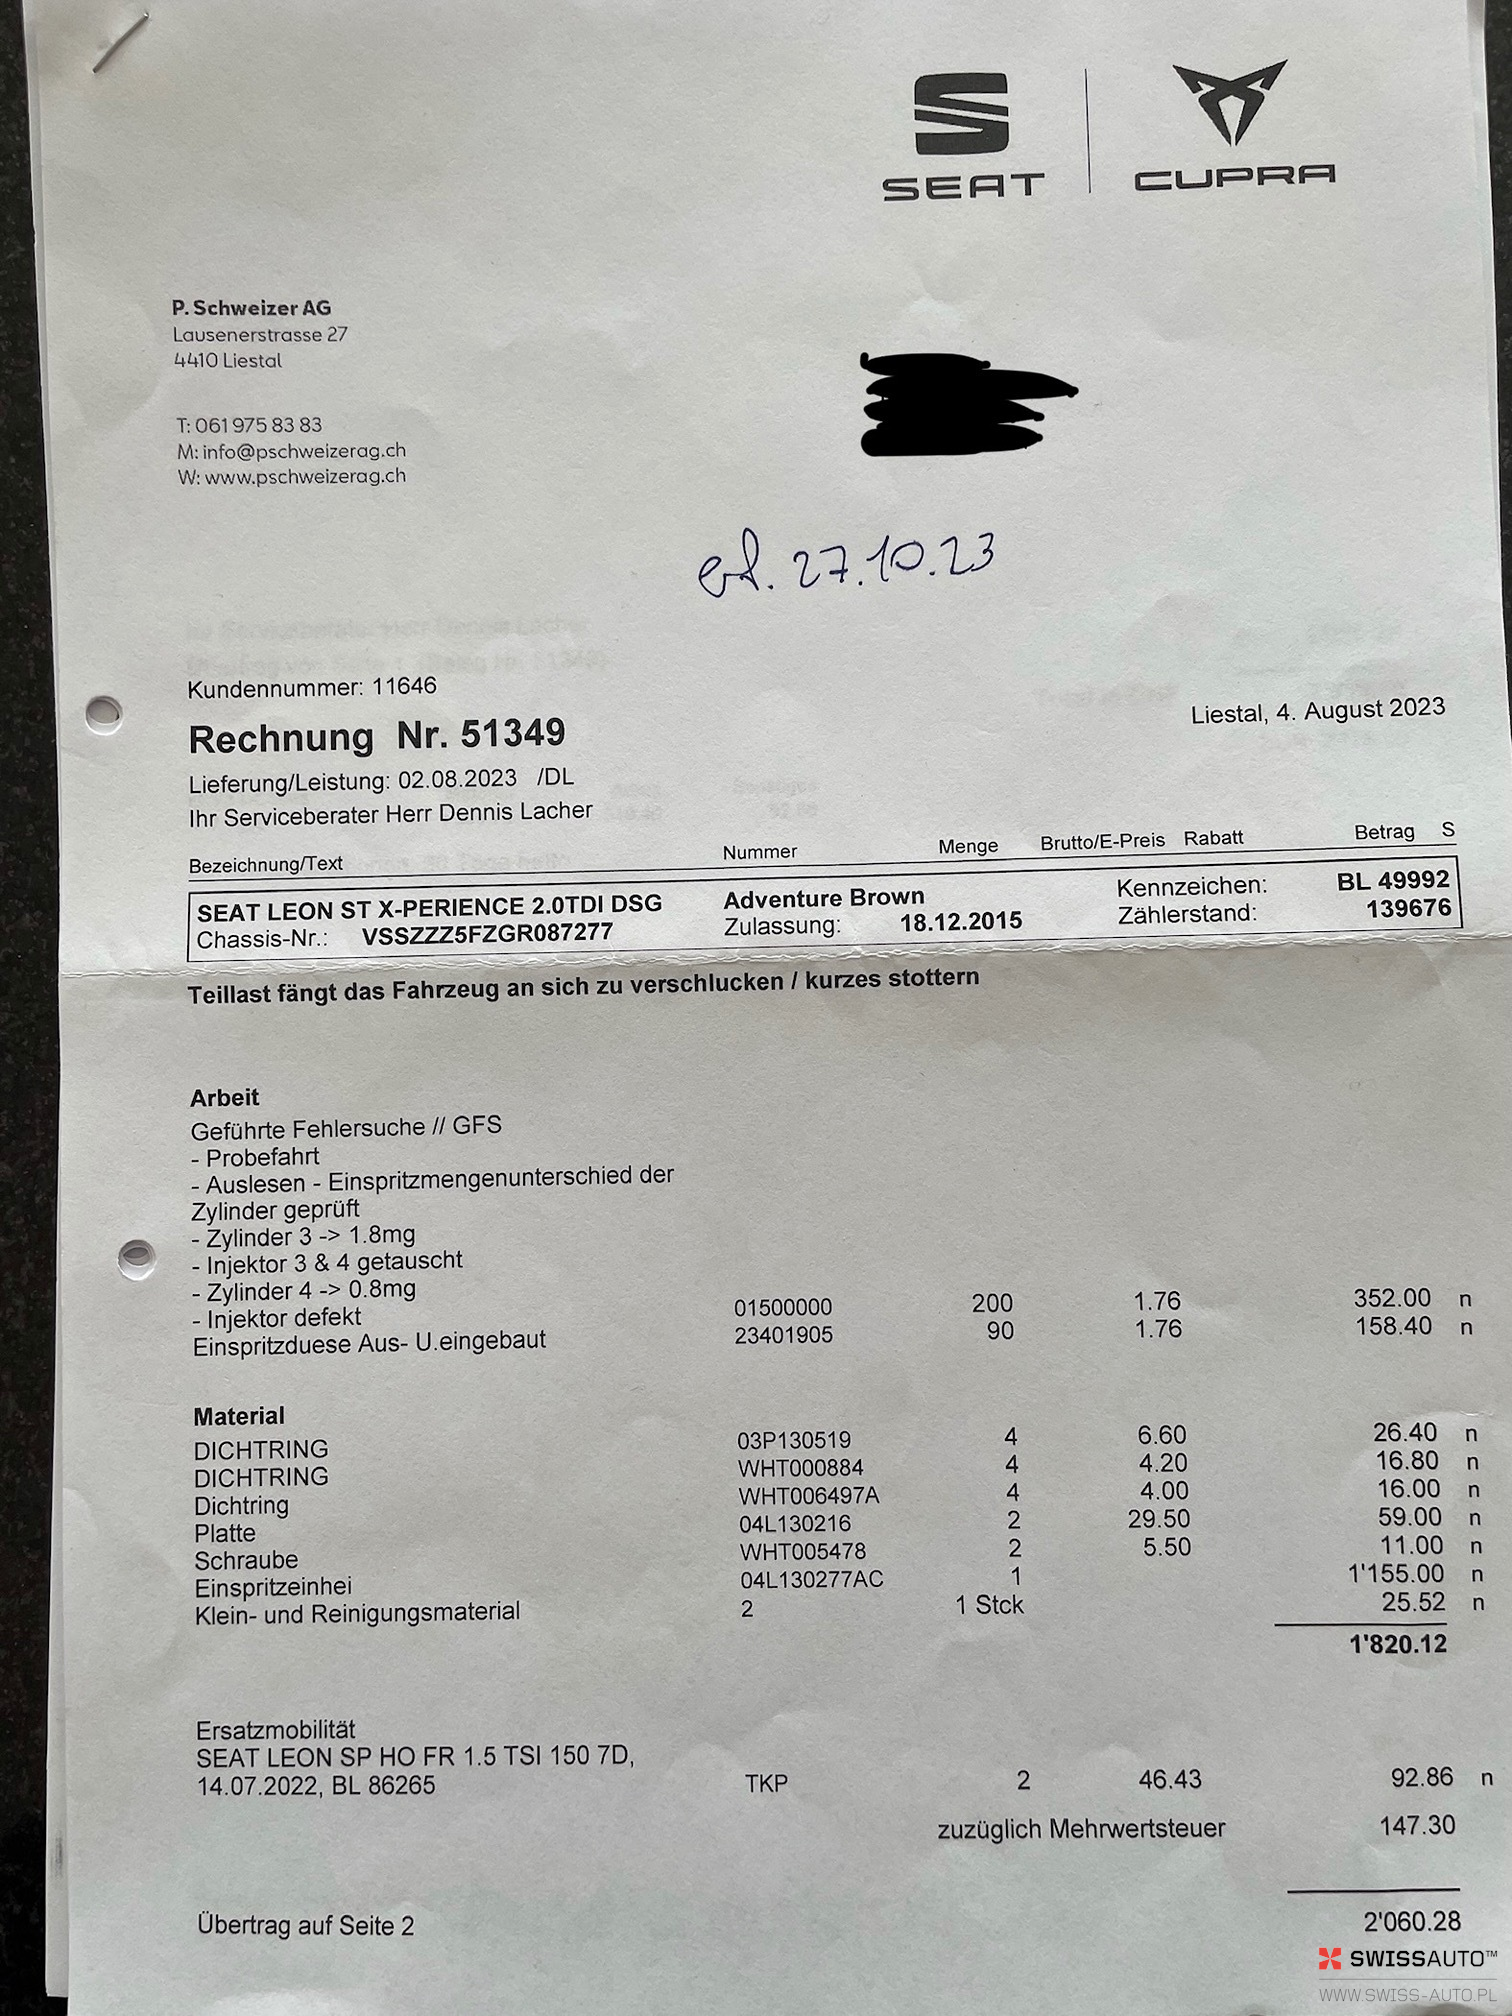 SEAT
CUPRA
P. Schweizer AG
Lausenerstrasse 27
4410 Liestal
T: 061 975 83 83
M: info@pschweizerag.ch
W: www.pschweizerag.ch
erl. 27.10.23
Kundennummer: 11646
Rechnung Nr. 51349
Liestal, 4. August 2023
Lieferung/Leistung: 02.08.2023 /DL
Ihr Serviceberater Herr Dennis Lacher
Bezeichnung/Text Nummer Menge Brutto/E-Preis Rabatt Betrag S
SEAT LEON ST X-PERIENCE 2.0TDI DSG Adventure Brown Kennzeichen: BL 49992
Chassis-Nr.: VSSZZZ5FZGR087277 Zulassung: 18.12.2015 Zählerstand: 139676
Teillast fängt das Fahrzeug an sich zu verschlucken / kurzes stottern
Arbeit
Geführte Fehlersuche // GFS
- Probefahrt
- Auslesen - Einspritzmengenunterschied der
Zylinder geprüft
- Zylinder 3 -> 1.8mg
- Injektor 3 & 4 getauscht
- Zylinder 4 -> 0.8mg
- Injektor defekt 01500000 200 1.76 352.00 n
Einspritzduese Aus- U.eingebaut 23401905 90 1.76 158.40 n
Material
DICHTRING 03P130519 4 6.60 26.40 n
DICHTRING WHT000884 4 4.20 16.80 n
Dichtring WHT006497A 4 4.00 16.00 n
Platte 04L130216 2 29.50 59.00 n
Schraube WHT005478 2 5.50 11.00 n
Einspritzeinhei 04L130277AC 1 1'155.00 n
Klein- und Reinigungsmaterial 2 1 Stck 25.52 n
1'820.12
Ersatzmobilität
SEAT LEON SP HO FR 1.5 TSI 150 7D,
14.07.2022, BL 86265 TKP 2 46.43 92.86 n
zuzüglich Mehrwertsteuer 147.30
Übertrag auf Seite 2 2'060.28
SWISSAUTO™
WWW.SWISS-AUTO.PL